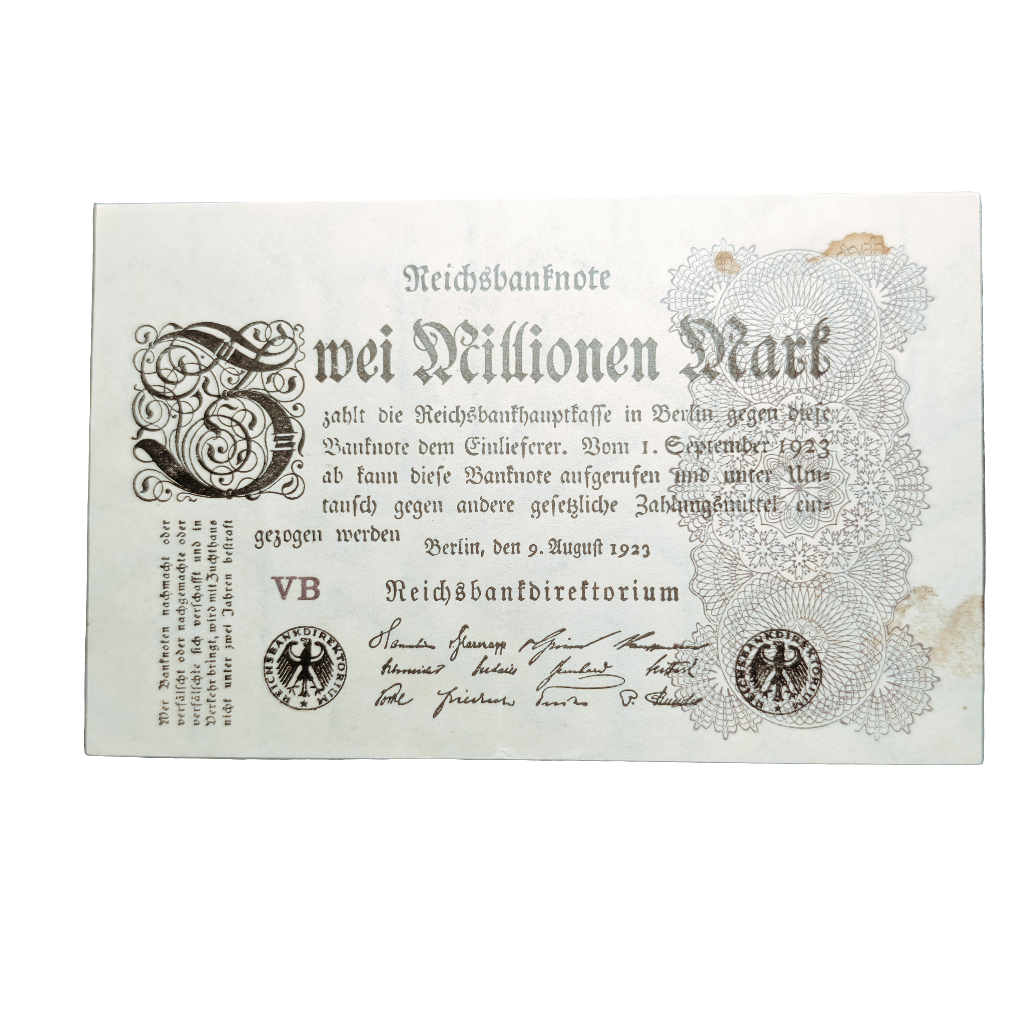 Reichsbanknote
Zwei Millionen Mark
zahlt die Reichsbankhauptkasse in Berlin gegen diese
Banknote dem Einlieferer. Vom 1. September 1923
ab kann diese Banknote aufgerufen und unter Um-
tausch gegen andere gesetzliche Zahlungsmittel ein-
gezogen werden
Berlin, den 9. August 1923
VB
Reichsbankdirektorium
REICHSBANKDIREKTORIUM
REICHSBANKDIREKTORIUM
Wer Banknoten nachmacht oder
verfälscht oder nachgemachte oder
verfälschte sich verschafft und in
Verkehr bringt, wird mit Zuchthaus
nicht unter zwei Jahren bestraft